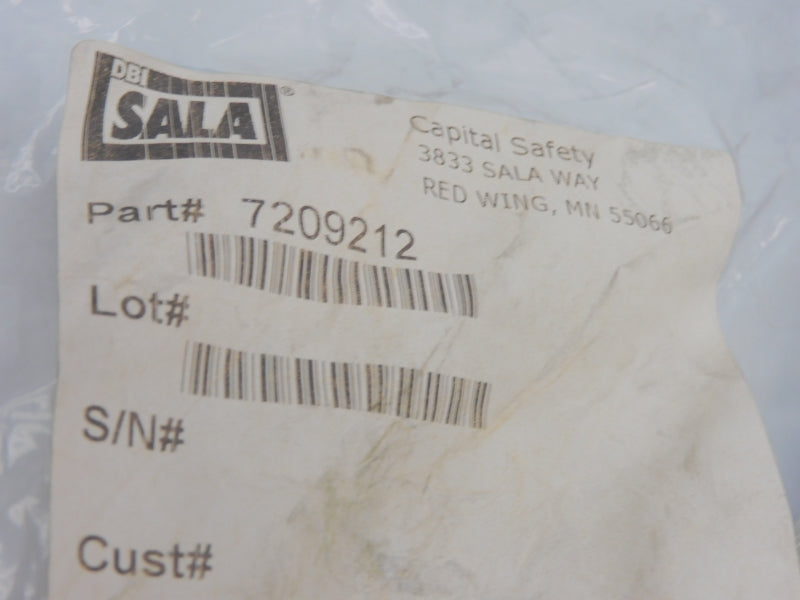 DBI
SALA®
Capital Safety
3833 SALA WAY
RED WING, MN 55066
Part# 7209212
Lot#
S/N#
Cust#